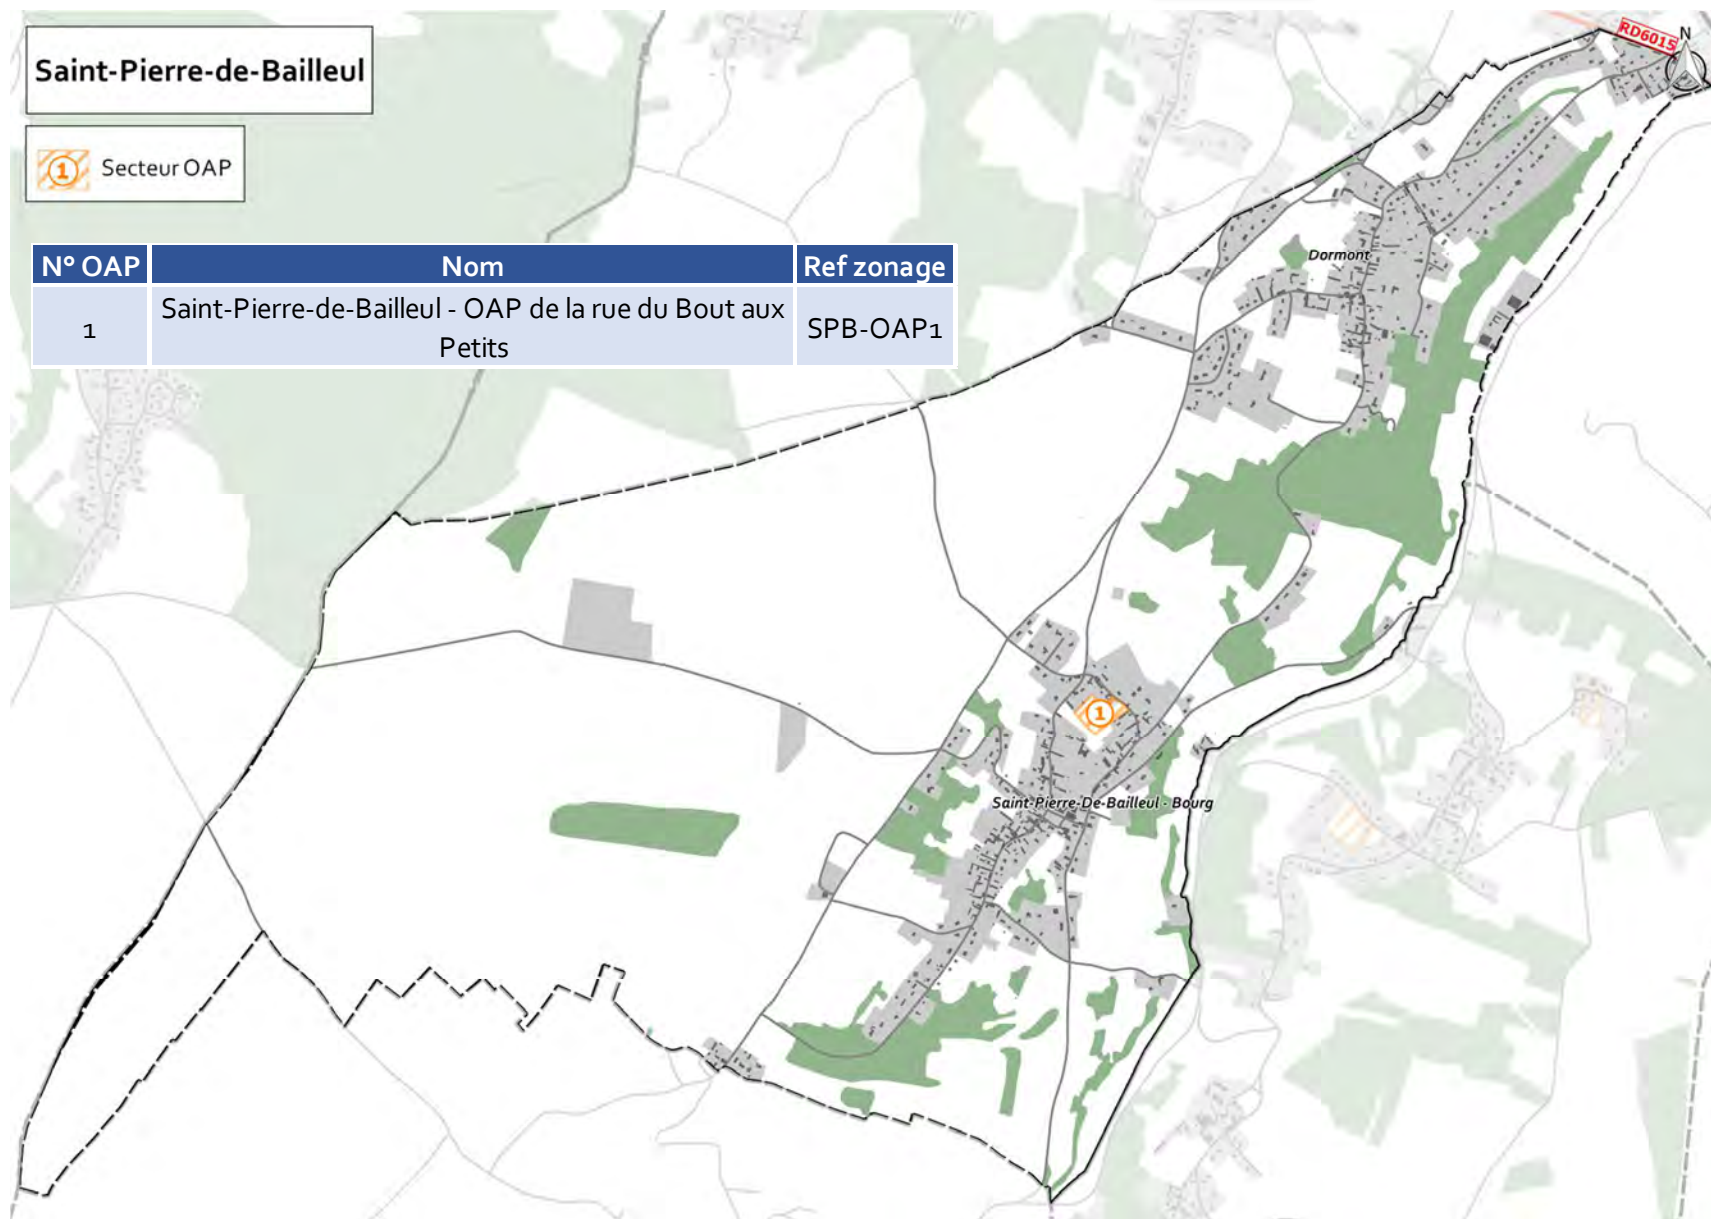 Saint-Pierre-de-Bailleul
1 Secteur OAP
N° OAP Nom Ref zonage
1 Saint-Pierre-de-Bailleul - OAP de la rue du Bout aux
Petits SPB-OAP1
RD6015
N
Dormont
1
Saint-Pierre-De-Bailleul - Bourg